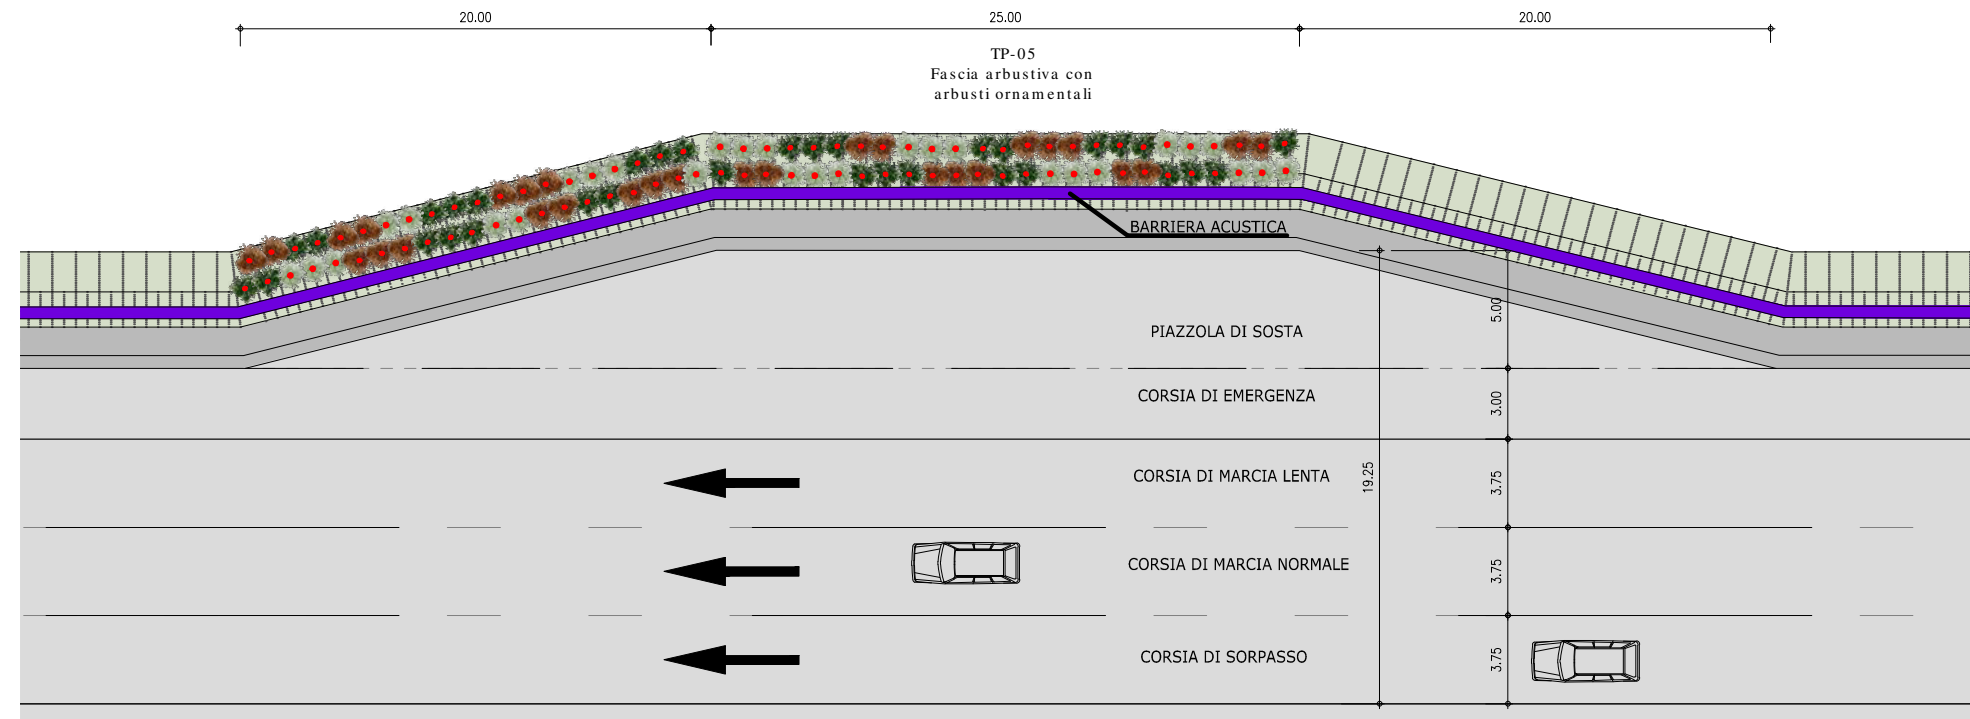 20.00 25.00 20.00
TP-05
Fascia arbustiva con
arbusti ornamentali
BARRIERA ACUSTICA
5.00
PIAZZOLA DI SOSTA
CORSIA DI EMERGENZA
3.00
CORSIA DI MARCIA LENTA
19.25
3.75
CORSIA DI MARCIA NORMALE
3.75
CORSIA DI SORPASSO
3.75